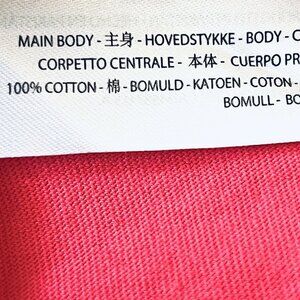 MAIN BODY - 主身 - HOVEDSTYKKE - BODY - C
CORPETTO CENTRALE - 本体 - CUERPO PR
100% COTTON - 棉 - BOMULD - KATOEN - COTON -
BOMULL - BO